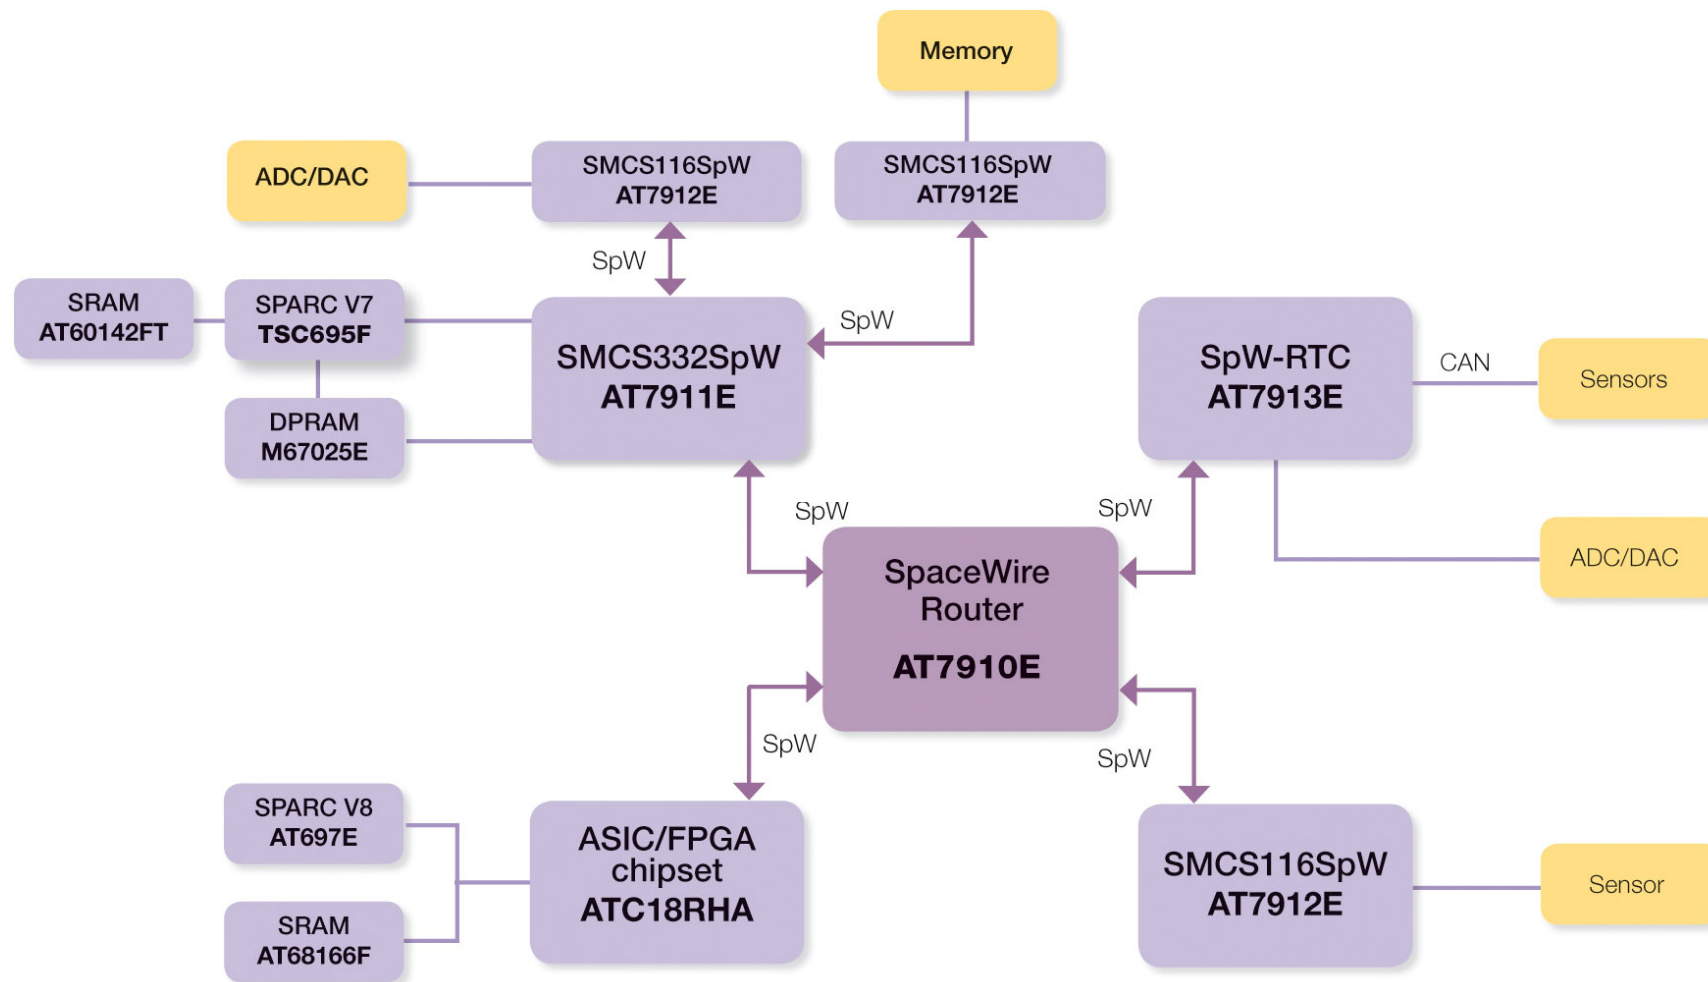 Memory
ADC/DAC
SMCS116SpW
AT7912E
SMCS116SpW
AT7912E
SpW
SRAM
AT60142FT
SPARC V7
TSC695F
SMCS332SpW
AT7911E
SpW
DPRAM
M67025E
SpW-RTC
AT7913E
CAN
Sensors
SpW
SpW
SpaceWire
Router
AT7910E
ADC/DAC
SpW
SpW
SPARC V8
AT697E
SRAM
AT68166F
ASIC/FPGA
chipset
ATC18RHA
SMCS116SpW
AT7912E
Sensor